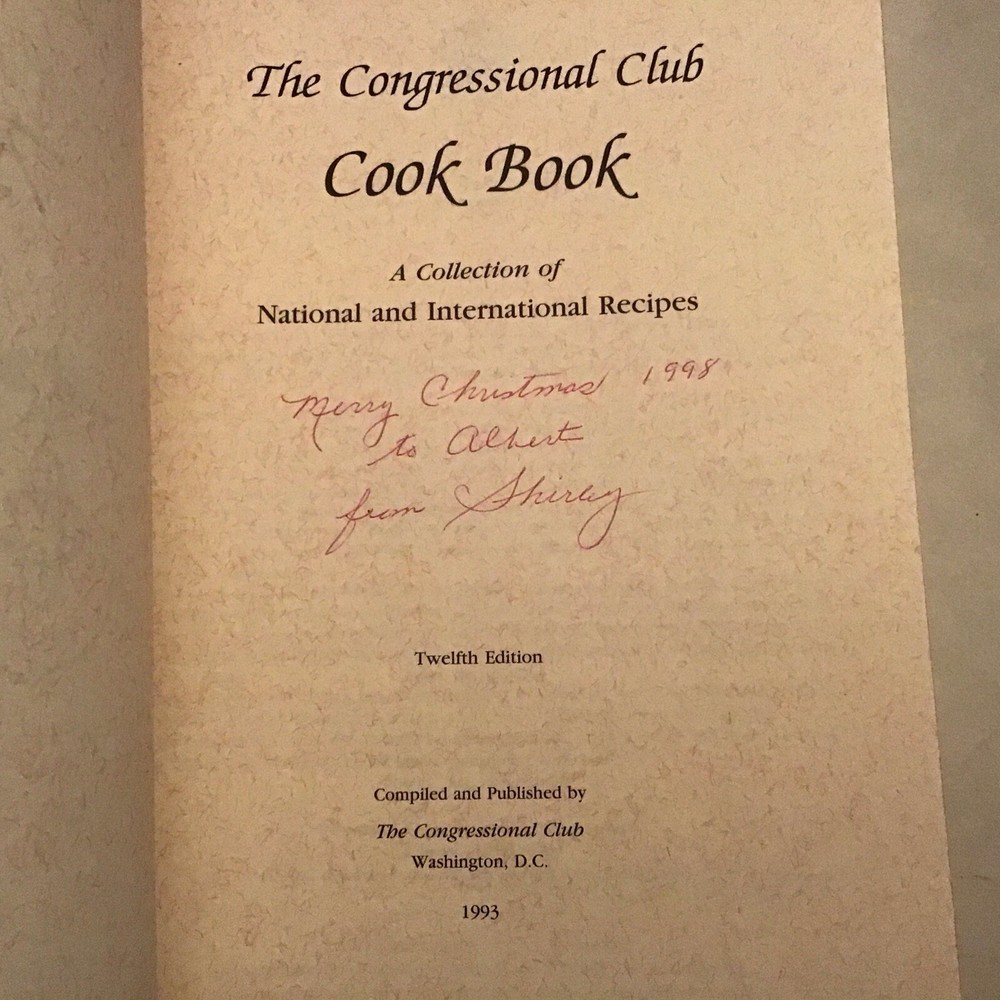 The Congressional Club
Cook Book
A Collection of
National and International Recipes
Merry Christmas 1998
to Albert
from Shirley
Twelfth Edition
Compiled and Published by
The Congressional Club
Washington, D.C.
1993